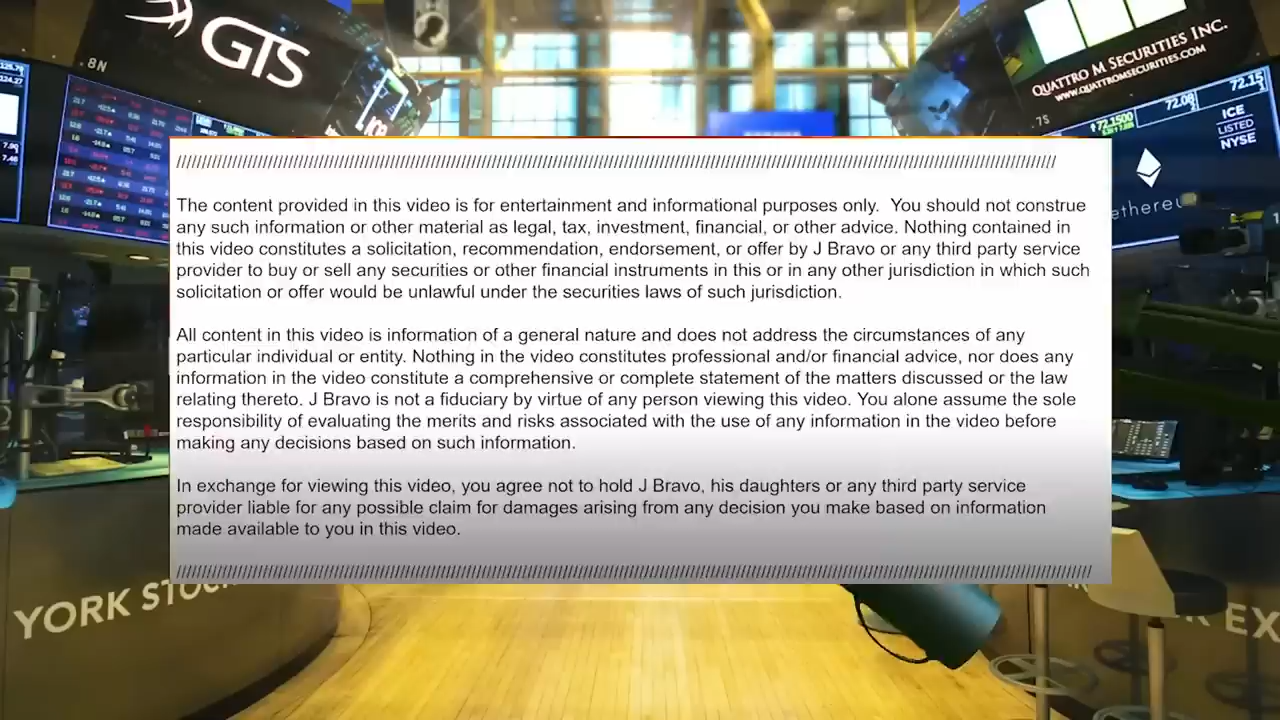 GTS
8N
QUATTRO M SECURITIES INC.
WWW.QUATTROMSECURITIES.COM
7S
72.08
72.15
72.1500
ICE
LISTED
NYSE
ethereu
////////////////////////////////////////////////////////////////////////////////////////////////////////////////////////////////////////////////////////////////
The content provided in this video is for entertainment and informational purposes only.  You should not construe
any such information or other material as legal, tax, investment, financial, or other advice. Nothing contained in
this video constitutes a solicitation, recommendation, endorsement, or offer by J Bravo or any third party service
provider to buy or sell any securities or other financial instruments in this or in any other jurisdiction in which such
solicitation or offer would be unlawful under the securities laws of such jurisdiction.
All content in this video is information of a general nature and does not address the circumstances of any
particular individual or entity. Nothing in the video constitutes professional and/or financial advice, nor does any
information in the video constitute a comprehensive or complete statement of the matters discussed or the law
relating thereto. J Bravo is not a fiduciary by virtue of any person viewing this video. You alone assume the sole
responsibility of evaluating the merits and risks associated with the use of any information in the video before
making any decisions based on such information.
In exchange for viewing this video, you agree not to hold J Bravo, his daughters or any third party service
provider liable for any possible claim for damages arising from any decision you make based on information
made available to you in this video.
////////////////////////////////////////////////////////////////////////////////////////////////////////////////////////////////////////////////////////////////
YORK STOC
EX